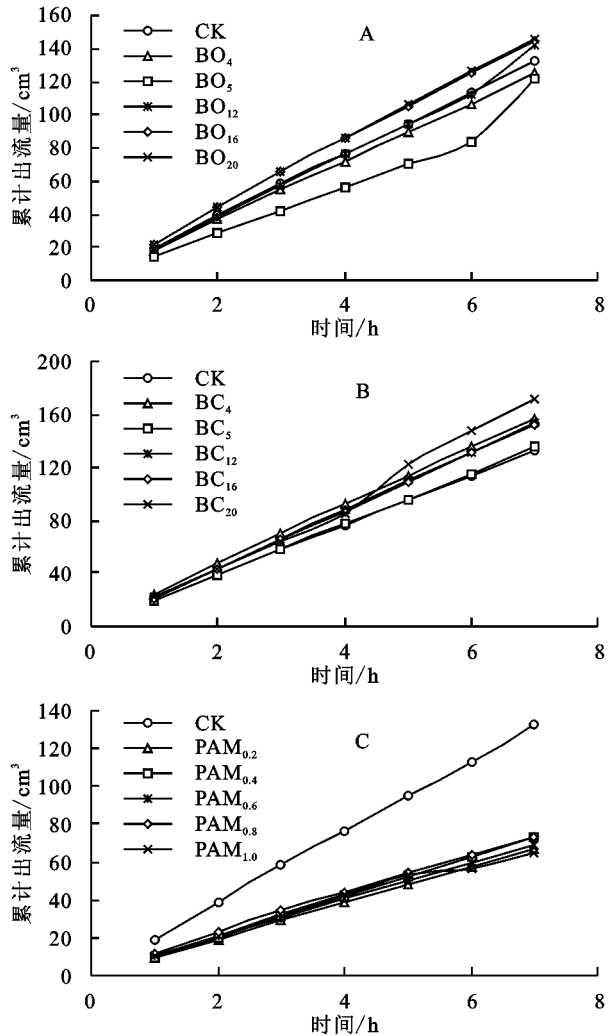 160
140
120
100
80
60
40
20
0
累计出流量/cm³
CK
BO₄
BO₅
BO₁₂
BO₁₆
BO₂₀
A
0 2 4 6 8
时间/h
200
160
120
80
40
0
累计出流量/cm³
CK
BC₄
BC₅
BC₁₂
BC₁₆
BC₂₀
B
0 2 4 6 8
时间/h
140
120
100
80
60
40
20
0
累计出流量/cm³
CK
PAM₀.₂
PAM₀.₄
PAM₀.₆
PAM₀.₈
PAM₁.₀
C
0 2 4 6 8
时间/h